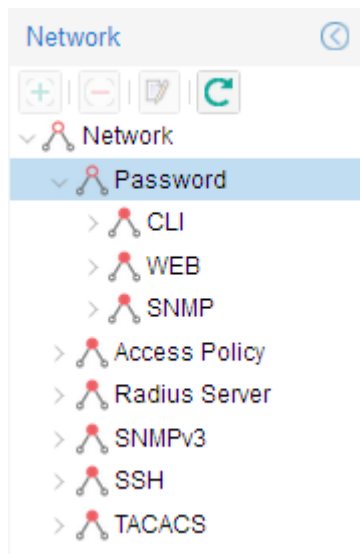 Network
Network
Password
CLI
WEB
SNMP
Access Policy
Radius Server
SNMPv3
SSH
TACACS